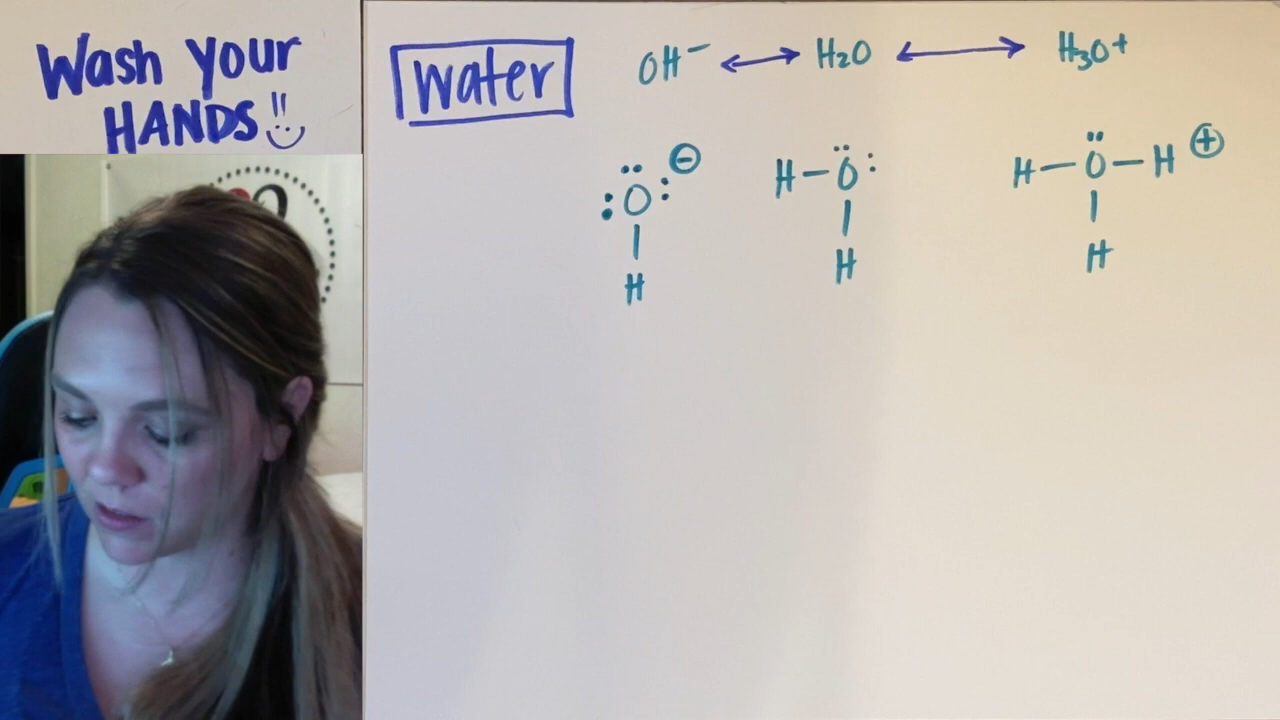 Wash Your
HANDS!!
Water
OH⁻ ↔ H₂O ↔ H₃O+
O ⊖
H
H–O
H
H–O–H ⊕
H